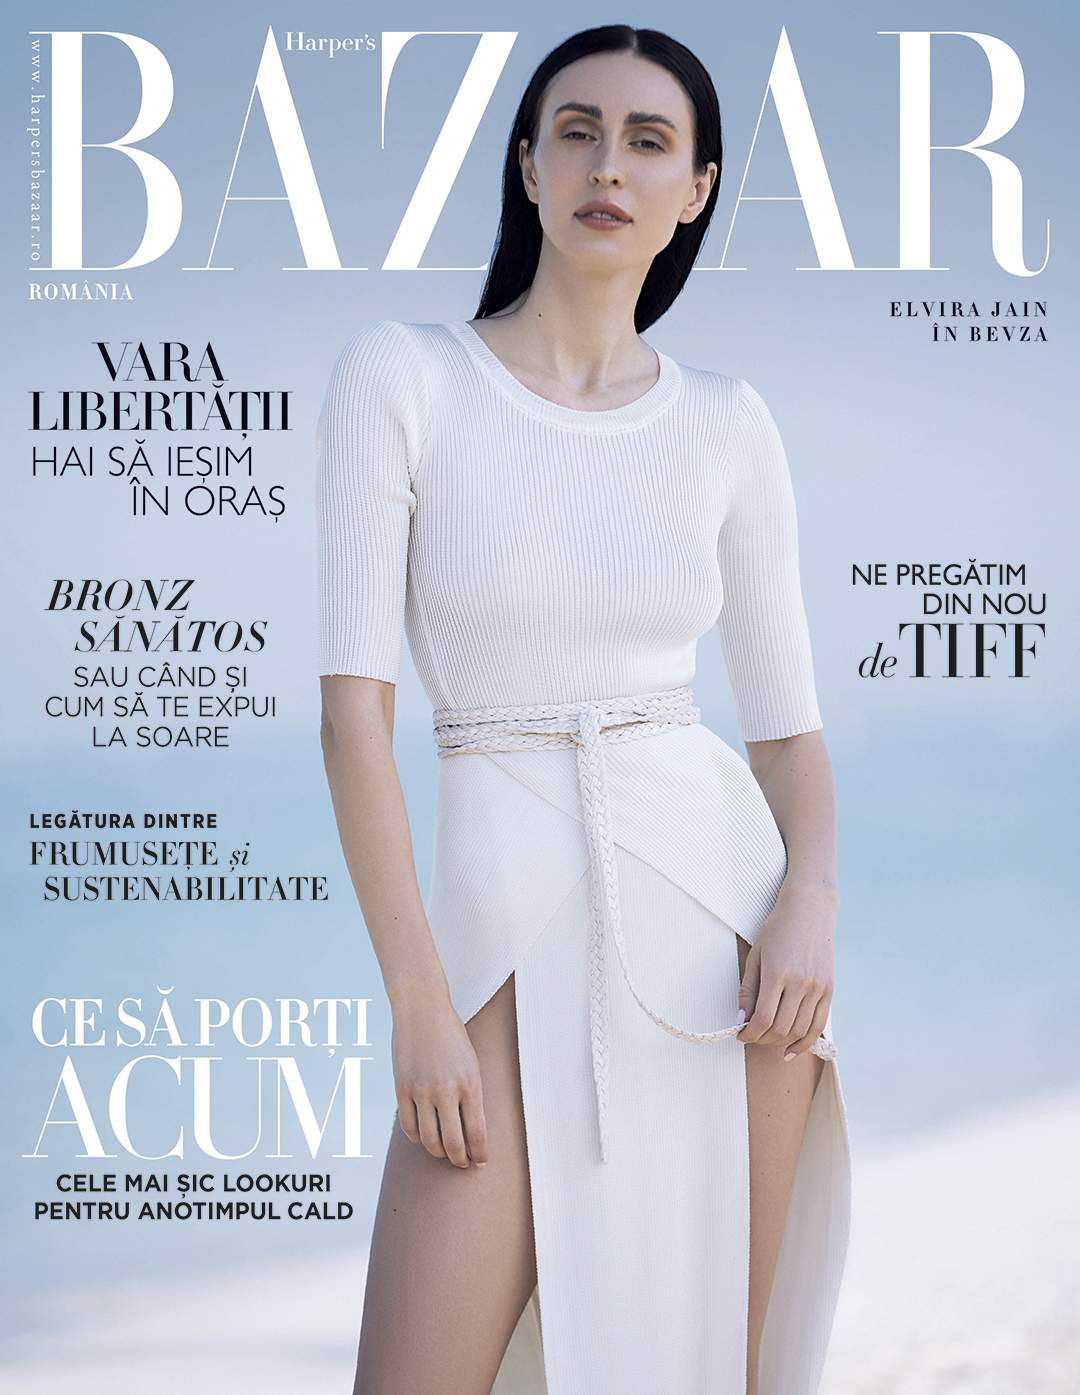 www.harpersbazaar.ro
Harper's
BAZAAR
ROMÂNIA
ELVIRA JAIN
ÎN BEVZA
VARA
LIBERTĂȚII
HAI SĂ IEȘIM
ÎN ORAȘ
BRONZ
SĂNĂTOS
SAU CÂND ȘI
CUM SĂ TE EXPUI
LA SOARE
NE PREGĂTIM
DIN NOU
de TIFF
LEGĂTURA DINTRE
FRUMUSEȚE și
SUSTENABILITATE
CE SĂ PORȚI
ACUM
CELE MAI ȘIC LOOKURI
PENTRU ANOTIMPUL CALD